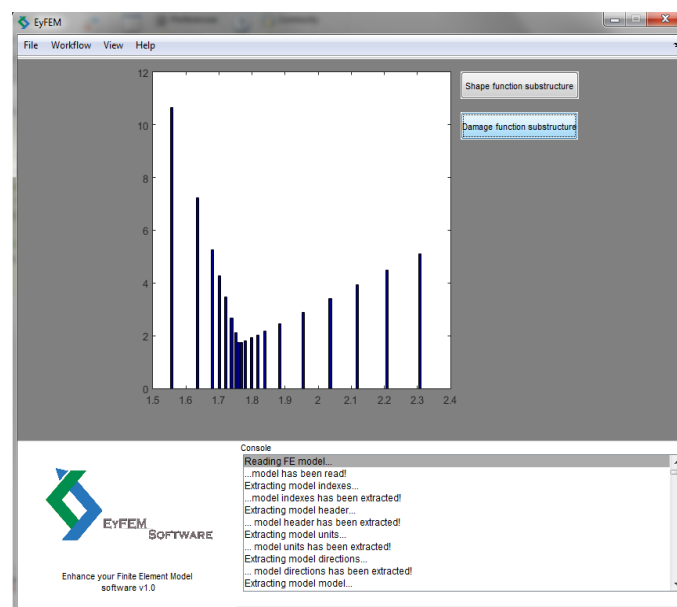 EyFEM
File Workflow View Help
12
10
8
6
4
2
0
1.5 1.6 1.7 1.8 1.9 2 2.1 2.2 2.3 2.4
Shape function substructure
Damage function substructure
Console
Reading FE model...
...model has been read!
Extracting model indexes...
...model indexes has been extracted!
Extracting model header...
... model header has been extracted!
Extracting model units...
... model units has been extracted!
Extracting model directions...
... model directions has been extracted!
Extracting model model...
EyFEM
SOFTWARE
Enhance your Finite Element Model
software v1.0